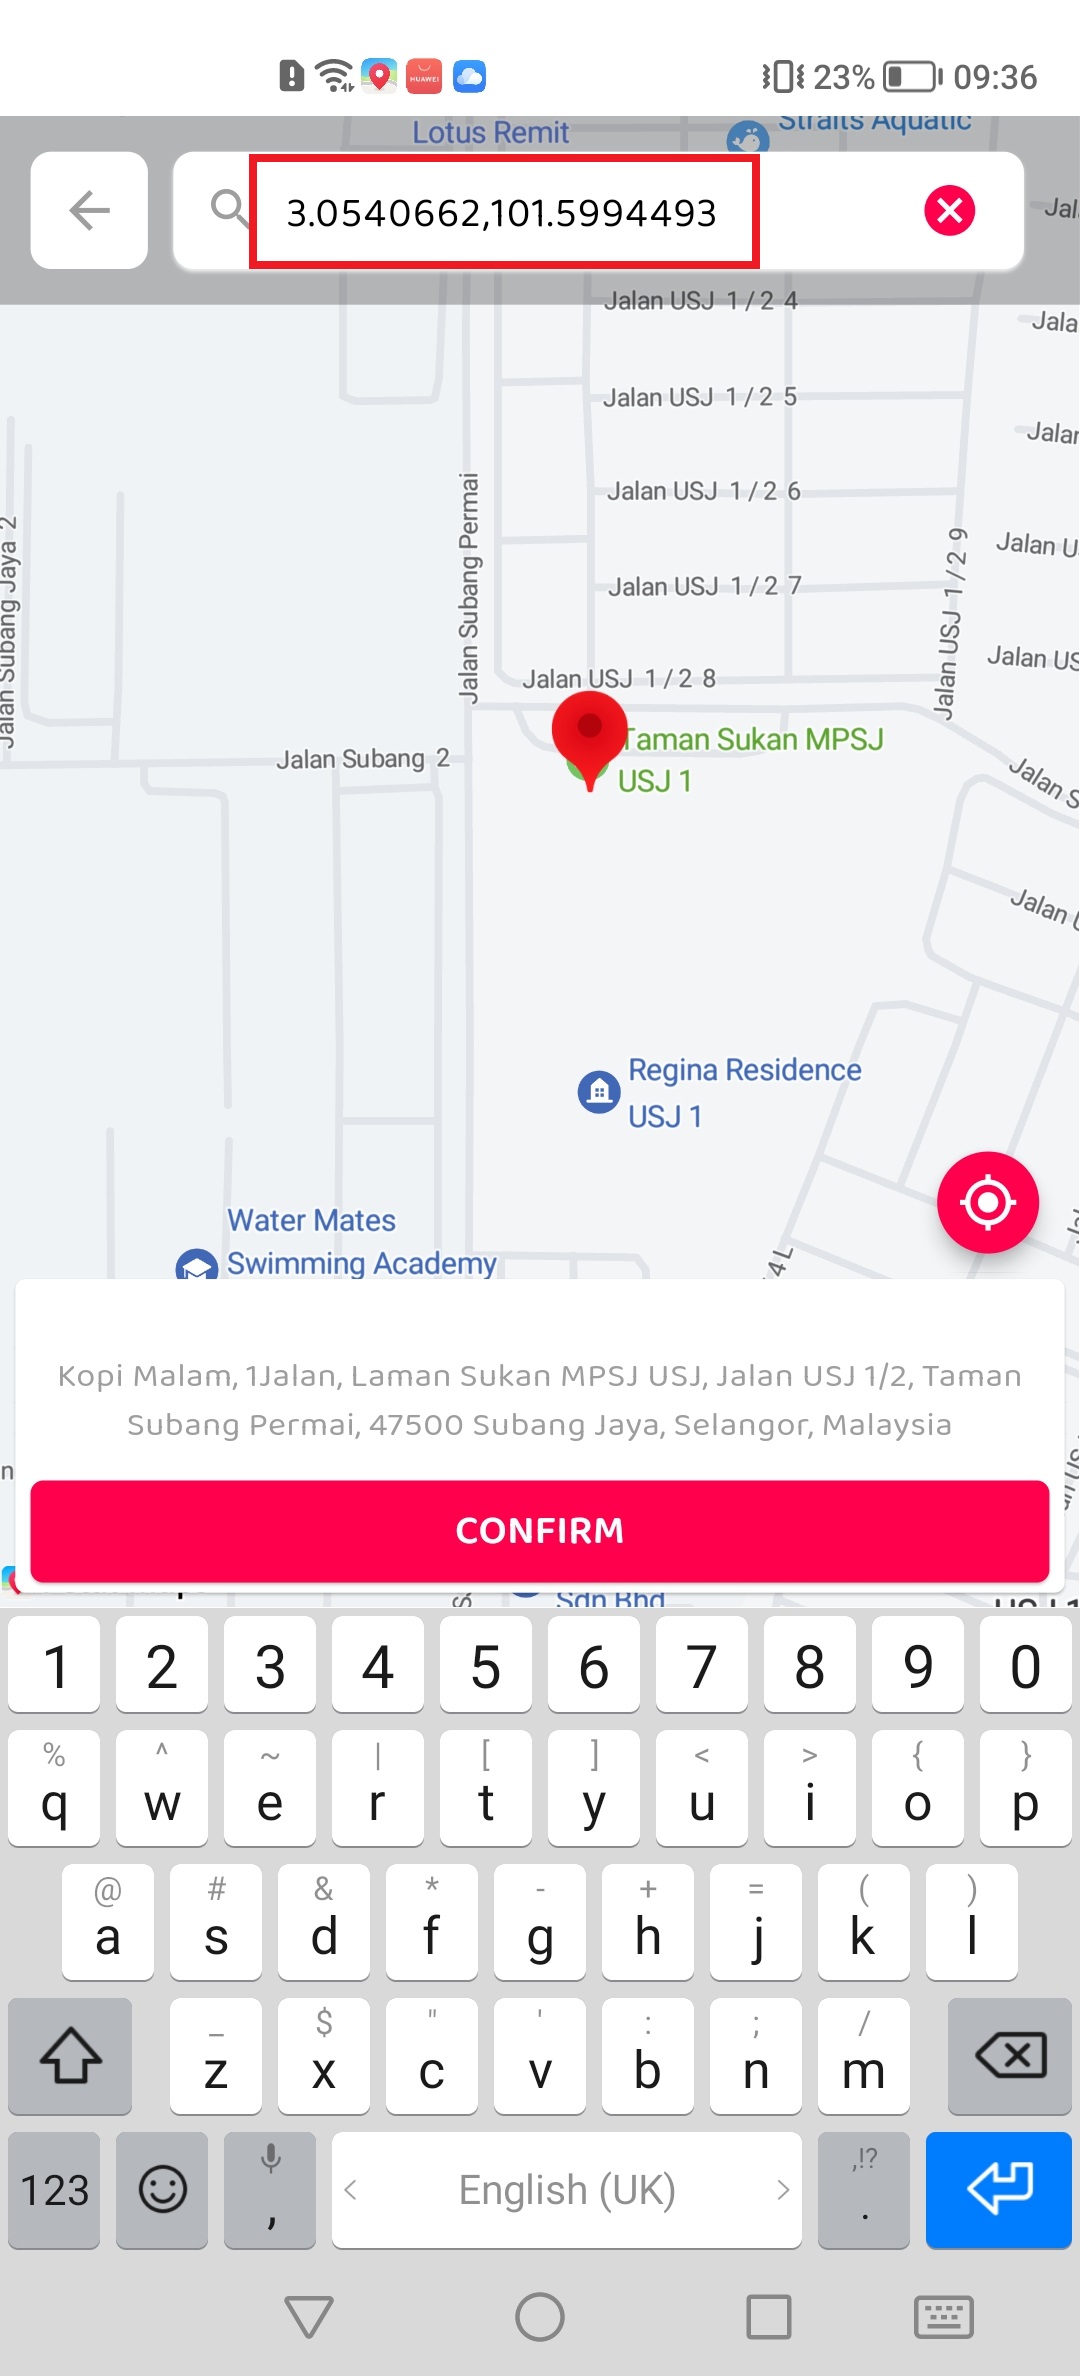 HUAWEI
23%
09:36
Lotus Remit
Straits Aquatic
3.0540662,101.5994493
Jalan USJ 1/2 4
Jalan USJ 1/2 5
Jalan USJ 1/2 6
Jalan USJ 1/2 7
Jalan USJ 1/2 8
Jalan USJ 1/2 9
Jalan Subang Permai
Jalan Subang Jaya 2
Taman Sukan MPSJ
USJ 1
Jalan Subang 2
Regina Residence
USJ 1
Water Mates
Swimming Academy
4L
Kopi Malam, 1Jalan, Laman Sukan MPSJ USJ, Jalan USJ 1/2, Taman
Subang Permai, 47500 Subang Jaya, Selangor, Malaysia
CONFIRM
Sdn Bhd
1 2 3 4 5 6 7 8 9 0
% ^ ~ | [ ] < > { }
q w e r t y u i o p
@ # & * - + = ( )
a s d f g h j k l
_ $ " ' : ; /
z x c v b n m
,!?
123 , < English (UK) > .